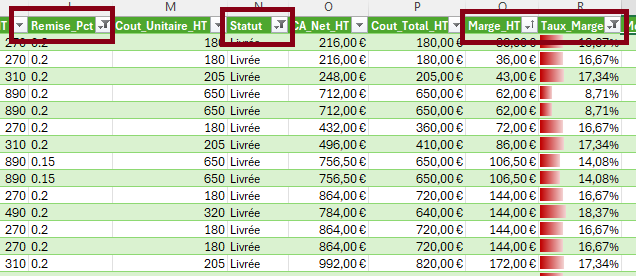 M N O P Q R
Remise_Pct Cout_Unitaire_HT Statut CA_Net_HT Cout_Total_HT Marge_HT Taux_Marge
270 0.2 180 Livrée 216,00 € 180,00 € 36,00 € 16,67%
270 0.2 180 Livrée 216,00 € 180,00 € 36,00 € 16,67%
310 0.2 205 Livrée 248,00 € 205,00 € 43,00 € 17,34%
890 0.2 650 Livrée 712,00 € 650,00 € 62,00 € 8,71%
890 0.2 650 Livrée 712,00 € 650,00 € 62,00 € 8,71%
270 0.2 180 Livrée 432,00 € 360,00 € 72,00 € 16,67%
310 0.2 205 Livrée 496,00 € 410,00 € 86,00 € 17,34%
890 0.15 650 Livrée 756,50 € 650,00 € 106,50 € 14,08%
890 0.15 650 Livrée 756,50 € 650,00 € 106,50 € 14,08%
270 0.2 180 Livrée 864,00 € 720,00 € 144,00 € 16,67%
490 0.2 320 Livrée 784,00 € 640,00 € 144,00 € 18,37%
270 0.2 180 Livrée 864,00 € 720,00 € 144,00 € 16,67%
270 0.2 180 Livrée 864,00 € 720,00 € 144,00 € 16,67%
310 0.2 205 Livrée 992,00 € 820,00 € 172,00 € 17,34%